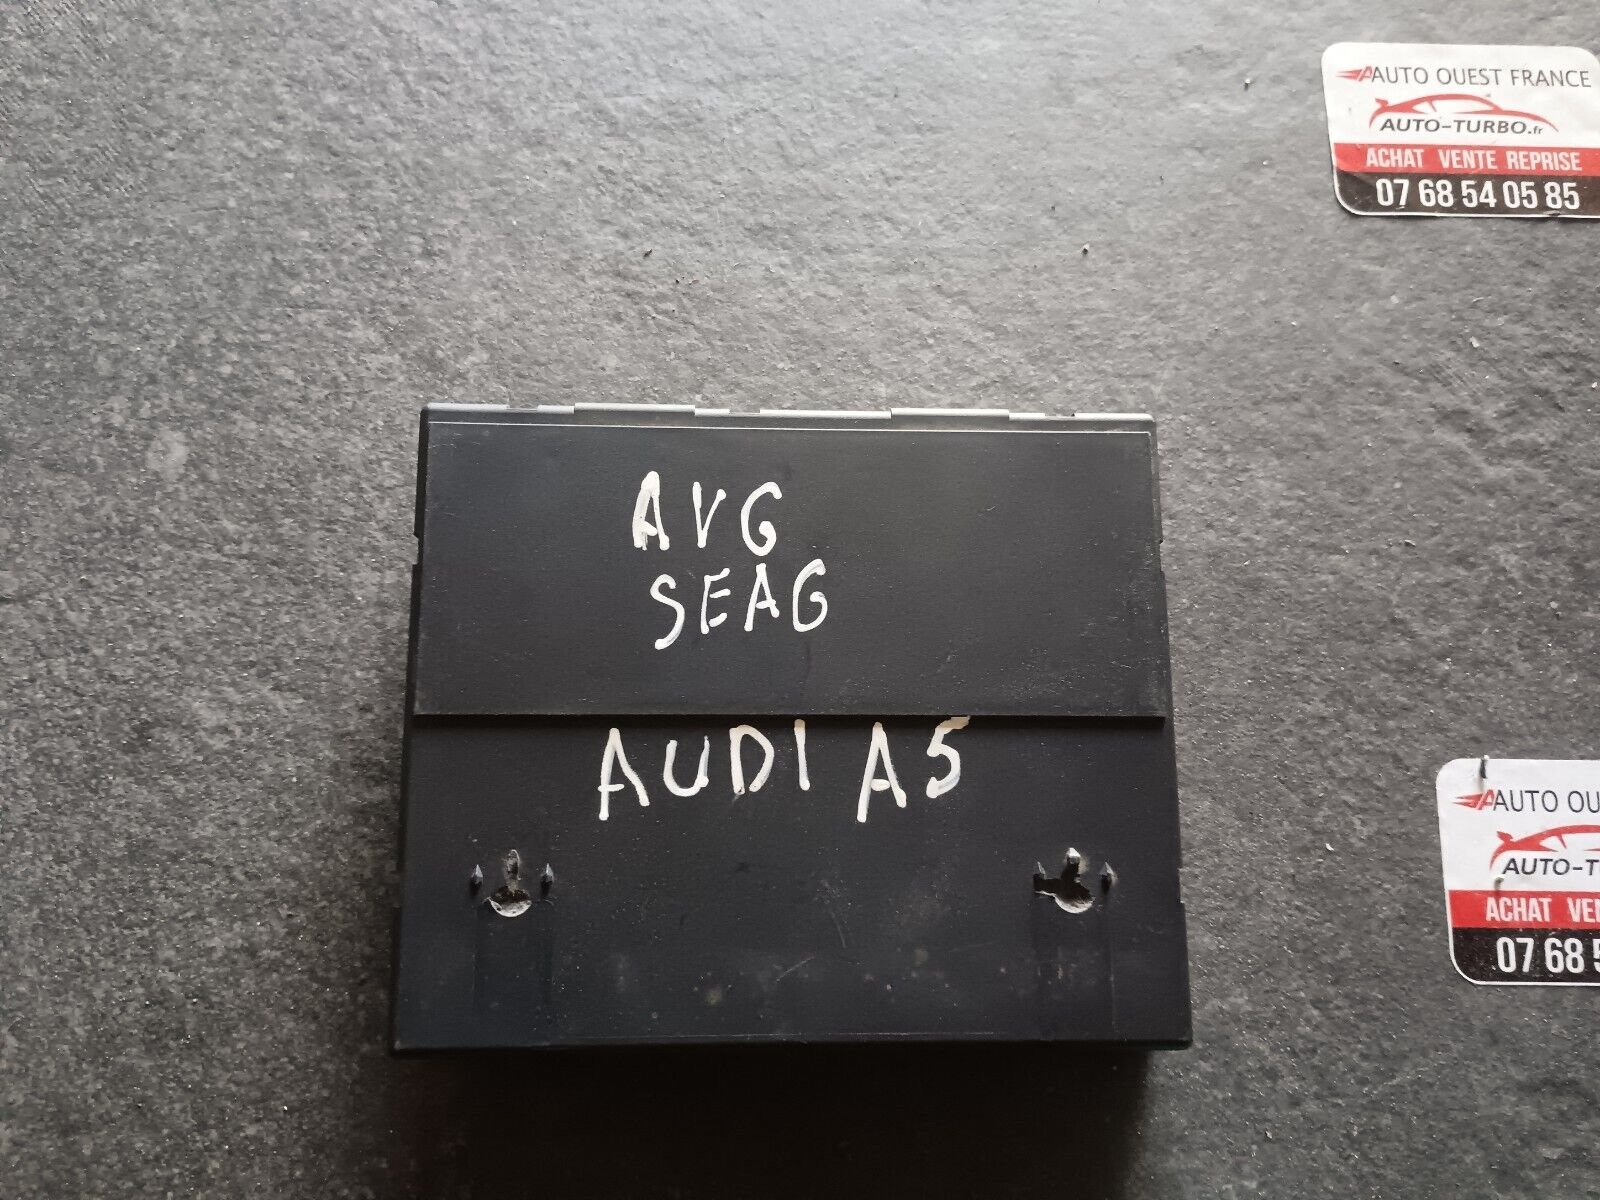 AUTO OUEST FRANCE
AUTO-TURBO.fr
ACHAT VENTE REPRISE
07 68 54 05 85
AVG
SEAG
AUDI A5
AUTO OU
AUTO-T
ACHAT VEN
07 68 5